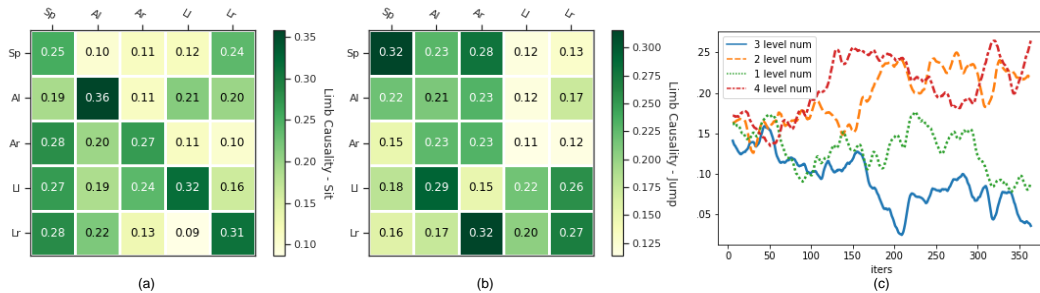 Sp Al Ar Ll Lr
Sp 0.25 0.10 0.11 0.12 0.24
Al 0.19 0.36 0.11 0.21 0.20
Ar 0.28 0.20 0.27 0.11 0.10
Ll 0.27 0.19 0.24 0.32 0.16
Lr 0.28 0.22 0.13 0.09 0.31
0.35
0.30
0.25
0.20
0.15
0.10
Limb Causality - Sit
(a)
Sp Al Ar Ll Lr
Sp 0.32 0.23 0.28 0.12 0.13
Al 0.22 0.21 0.23 0.12 0.17
Ar 0.15 0.23 0.23 0.11 0.12
Ll 0.18 0.29 0.15 0.22 0.26
Lr 0.16 0.17 0.32 0.20 0.27
0.300
0.275
0.250
0.225
0.200
0.175
0.150
0.125
Limb Causality - Jump
(b)
3 level num
2 level num
1 level num
4 level num
25
20
15
10
05
0 50 100 150 200 250 300 350
iters
(c)